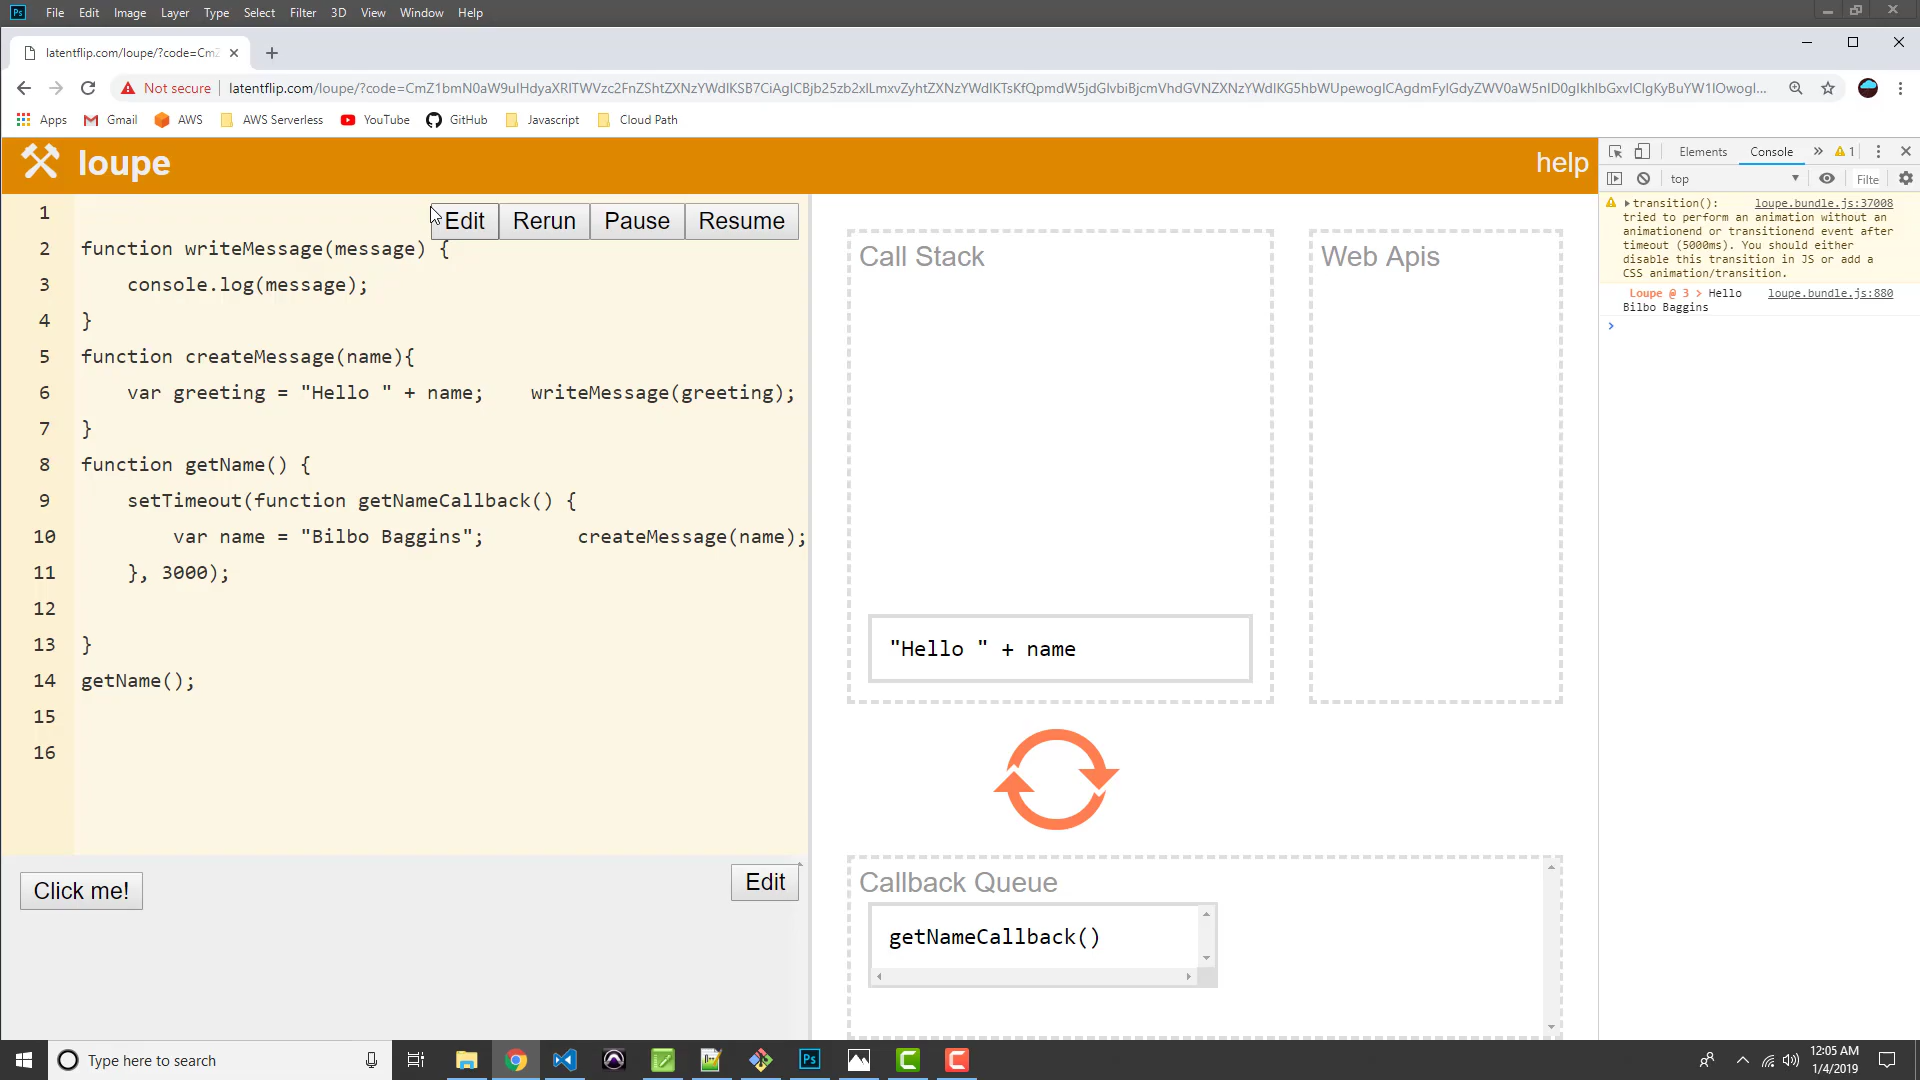 Ps File Edit Image Layer Type Select Filter 3D View Window Help
latentflip.com/loupe/?code=CmZ
Not secure latentflip.com/loupe/?code=CmZ1bmN0aW9uIHdyaXRlTWVzc2FnZShtZXNzYWdlKSB7CiAgICBjb25zb2xlLmxvZyhtZXNzYWdlKTsKfQpmdW5jdGlvbiBjcmVhdGVNZXNzYWdlKG5hbWUpewogICAgdmFyIGdyZWV0aW5nID0gIkhlbGxvICIgKyBuYW1lOwog...
Apps Gmail AWS AWS Serverless YouTube GitHub Javascript Cloud Path
loupe help
Edit Rerun Pause Resume
1
2 function writeMessage(message) {
3 console.log(message);
4 }
5 function createMessage(name){
6 var greeting = "Hello " + name; writeMessage(greeting);
7 }
8 function getName() {
9 setTimeout(function getNameCallback() {
10 var name = "Bilbo Baggins"; createMessage(name);
11 }, 3000);
12
13 }
14 getName();
15
16
Click me!
Edit
Call Stack
"Hello " + name
Web Apis
Callback Queue
getNameCallback()
Elements Console » 1
top Filte
transition(): loupe.bundle.js:37008
tried to perform an animation without an
animationend or transitionend event after
timeout (5000ms). You should either
disable this transition in JS or add a
CSS animation/transition.
Loupe @ 3 > Hello loupe.bundle.js:880
Bilbo Baggins
Type here to search
Ps
12:05 AM
1/4/2019